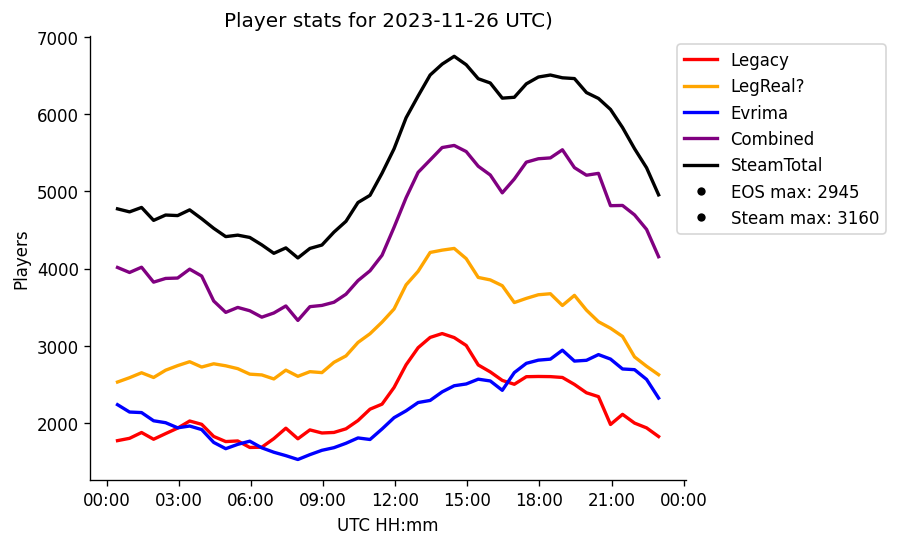 Player stats for 2023-11-26 UTC)
7000
6000
5000
4000
3000
2000
Players
00:00
03:00
06:00
09:00
12:00
15:00
18:00
21:00
00:00
UTC HH:mm
Legacy
LegReal?
Evrima
Combined
SteamTotal
EOS max: 2945
Steam max: 3160